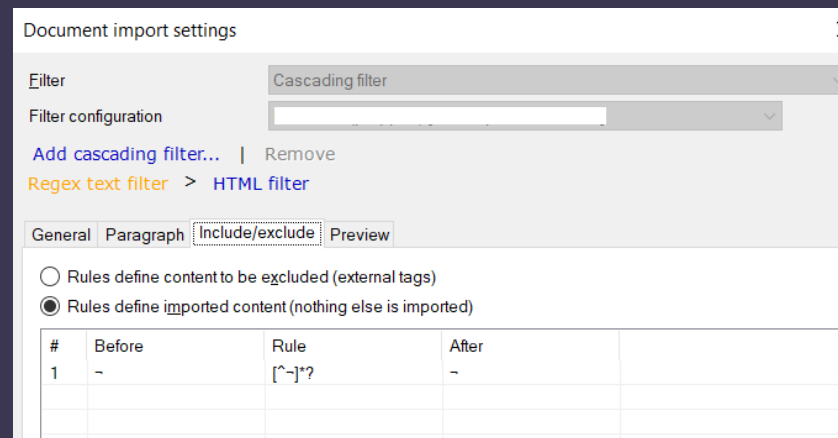 Document import settings
Filter Cascading filter
Filter configuration
Add cascading filter... | Remove
Regex text filter > HTML filter
General Paragraph Include/exclude Preview
Rules define content to be excluded (external tags)
Rules define imported content (nothing else is imported)
# Before Rule After
1 ¬ [^¬]*? ¬